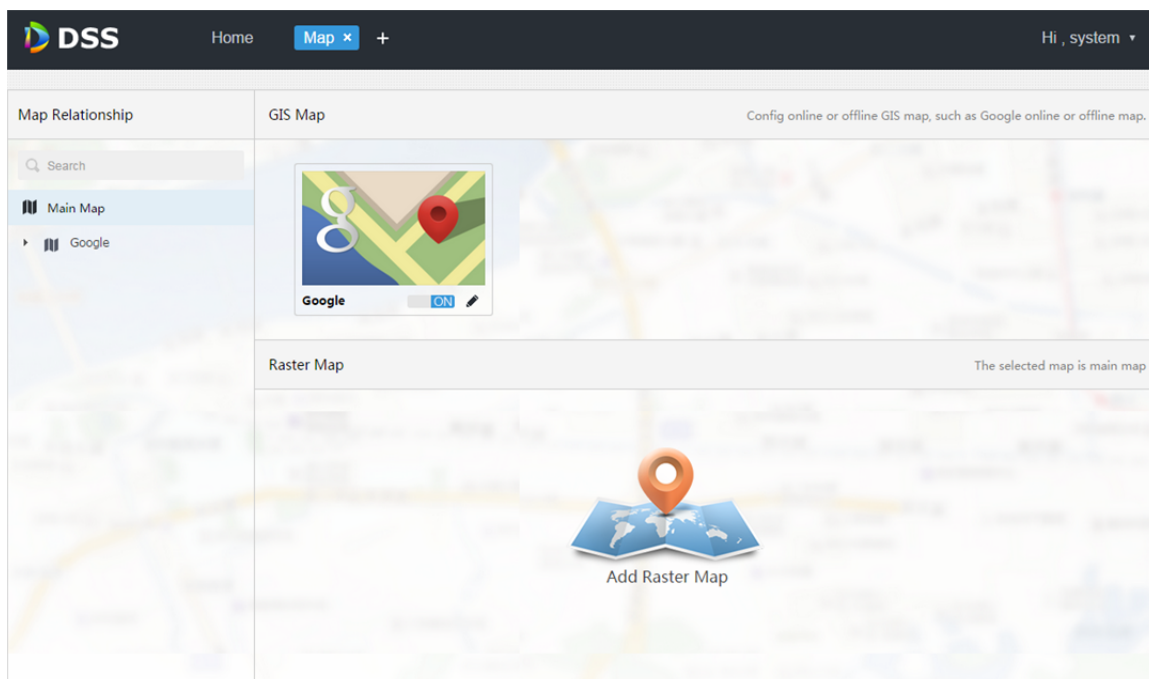 DSS
Home
Map ×
+
Hi , system
Map Relationship
GIS Map
Config online or offline GIS map, such as Google online or offline map.
Search
Main Map
Google
g
Google
ON
Raster Map
The selected map is main map
Add Raster Map